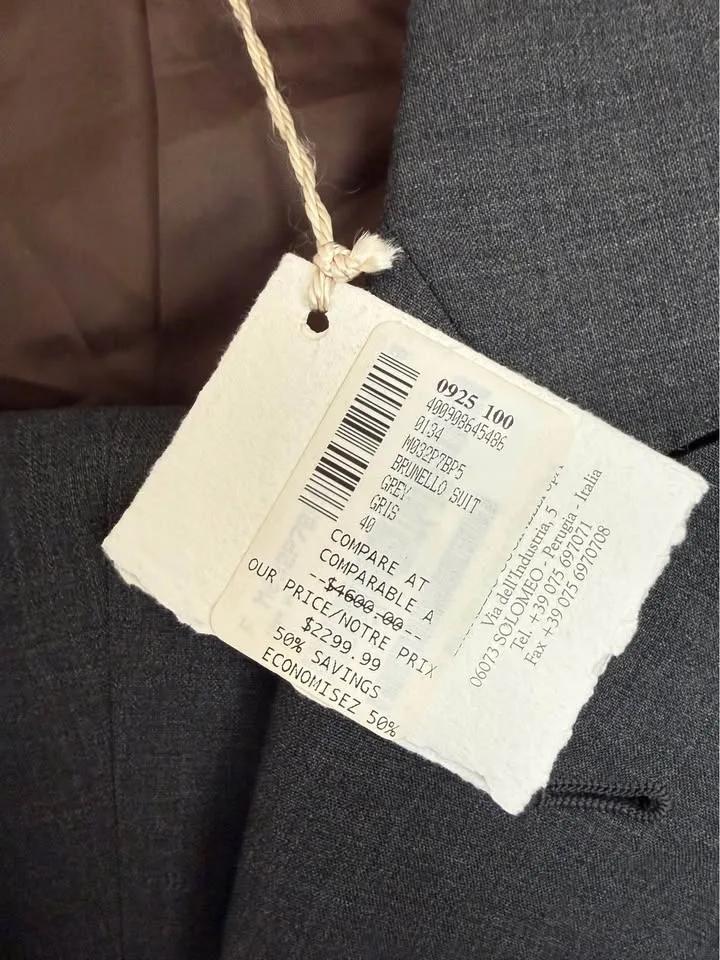 0925 100
400900645486
0134
M032P7BP5
BRUNELLO SUIT
GREY
GRIS
40
COMPARE AT
COMPARABLE A
--$4600.00--
OUR PRICE/NOTRE PRIX
$2299.99
50% SAVINGS
ECONOMISEZ 50%
Via dell'Industria, 5
06073 SOLOMEO - Perugia - Italia
Tel. +39 075 697071
Fax +39 075 6970708